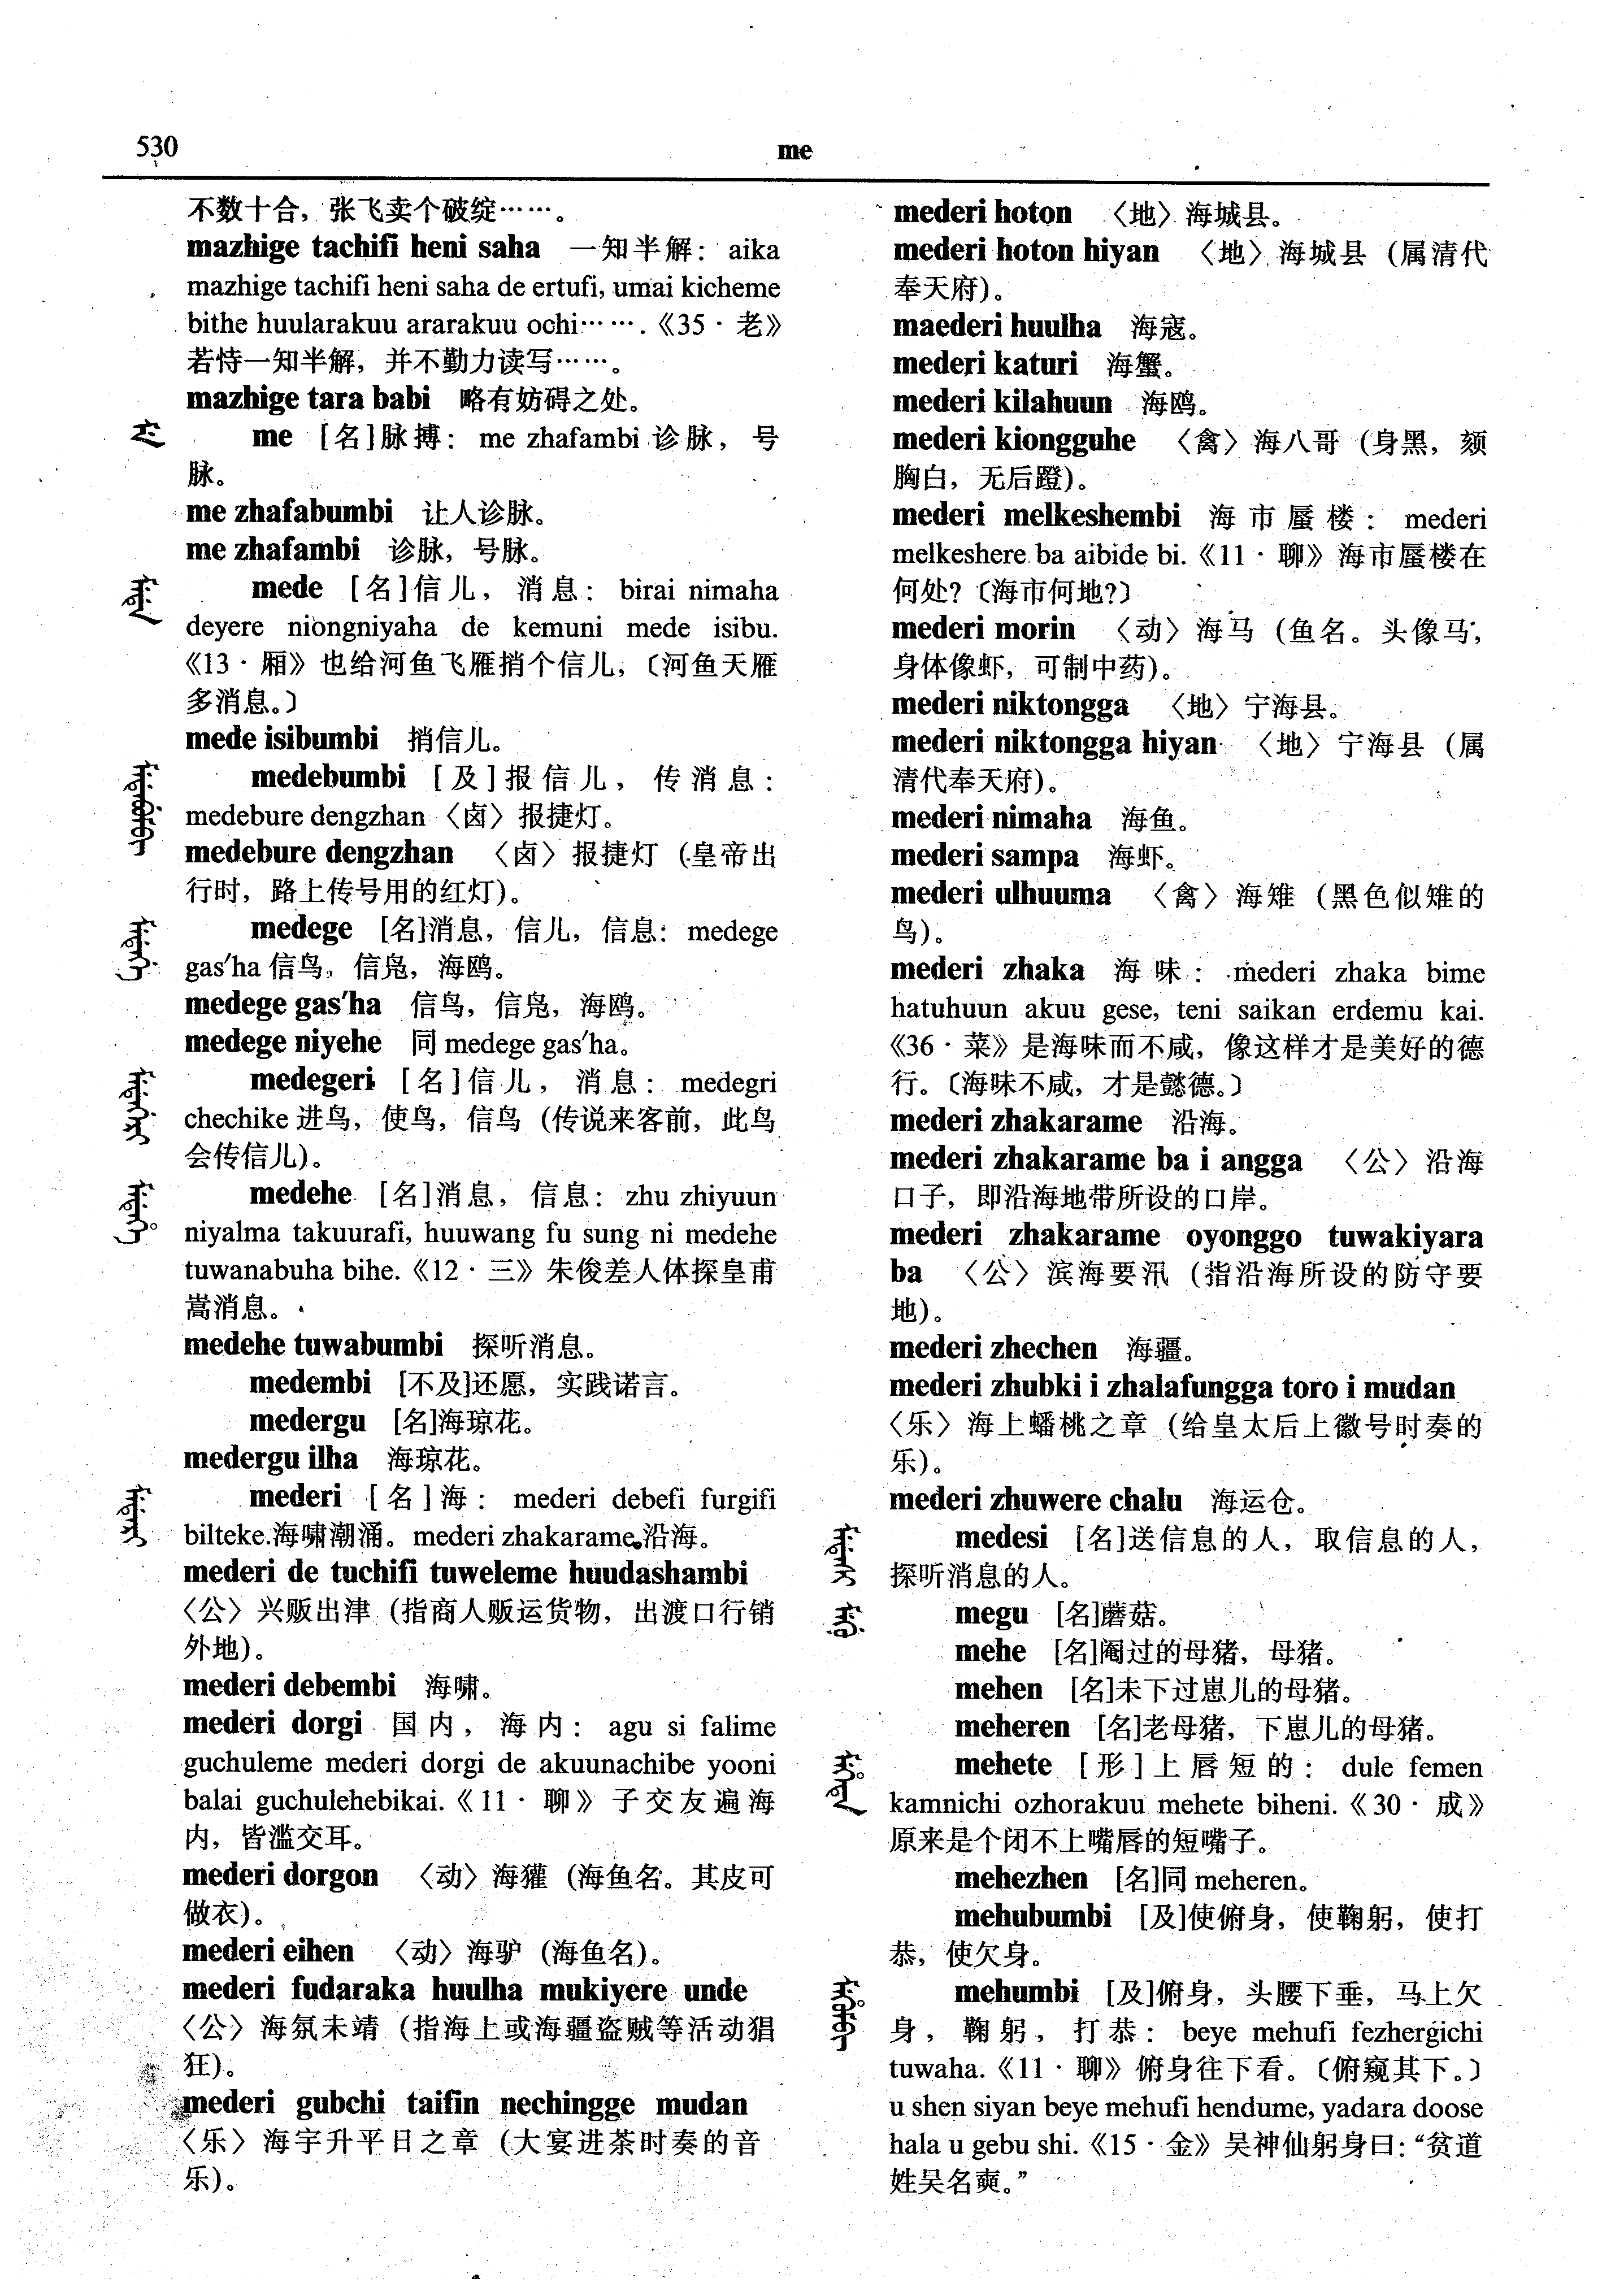 530
me
不数十合，张飞卖个破绽……。
mazhige tachifi heni saha 一知半解：aika
mazhige tachifi heni saha de ertufi, umai kicheme
bithe huularakuu ararakuu ochi…….《35·老》
若恃一知半解，并不勤力读写……。
mazhige tara babi 略有妨碍之处。
me [名]脉搏：me zhafambi 诊脉，号
脉。
me zhafabumbi 让人诊脉。
me zhafambi 诊脉，号脉。
mede [名]信儿，消息：birai nimaha
deyere niongniyaha de kemuni mede isibu.
《13·厢》也给河鱼飞雁捎个信儿，〔河鱼天雁
多消息。〕
mede isibumbi 捎信儿。
medebumbi [及]报信儿，传消息：
medebure dengzhan〈卤〉报捷灯。
medebure dengzhan 〈卤〉报捷灯（皇帝出
行时，路上传号用的红灯）。
medege [名]消息，信儿，信息：medege
gas'ha 信鸟，信凫，海鸥。
medege gas'ha 信鸟，信凫，海鸥。
medege niyehe 同 medege gas'ha。
medegeri [名]信儿，消息：medegri
chechike 进鸟，使鸟，信鸟（传说来客前，此鸟
会传信儿）。
medehe [名]消息，信息：zhu zhiyuun
niyalma takuurafi, huuwang fu sung ni medehe
tuwanabuha bihe.《12·三》朱俊差人体探皇甫
嵩消息。
medehe tuwabumbi 探听消息。
medembi [不及]还愿，实践诺言。
medergu [名]海琼花。
medergu ilha 海琼花。
mederi [名]海：mederi debefi furgifi
bilteke.海啸潮涌。mederi zhakarame.沿海。
mederi de tuchifi tuweleme huudashambi
〈公〉兴贩出津（指商人贩运货物，出渡口行销
外地）。
mederi debembi 海啸。
mederi dorgi 国内，海内：agu si falime
guchuleme mederi dorgi de akuunachibe yooni
balai guchulehebikai.《11·聊》子交友遍海
内，皆滥交耳。
mederi dorgon 〈动〉海獾（海鱼名。其皮可
做衣）。
mederi eihen 〈动〉海驴（海鱼名）。
mederi fudaraka huulha mukiyere unde
〈公〉海氛未靖（指海上或海疆盗贼等活动猖
狂）。
mederi gubchi taifin nechingge mudan
〈乐〉海宇升平日之章（大宴进茶时奏的音
乐）。
mederi hoton 〈地〉海城县。
mederi hoton hiyan 〈地〉海城县（属清代
奉天府）。
maederi huulha 海寇。
mederi katuri 海蟹。
mederi kilahuun 海鸥。
mederi kiongguhe 〈禽〉海八哥（身黑，颏
胸白，无后蹬）。
mederi melkeshembi 海市蜃楼：mederi
melkeshere ba aibide bi.《11·聊》海市蜃楼在
何处?〔海市何地?〕
mederi morin 〈动〉海马（鱼名。头像马，
身体像虾，可制中药）。
mederi niktongga 〈地〉宁海县。
mederi niktongga hiyan 〈地〉宁海县（属
清代奉天府）。
mederi nimaha 海鱼。
mederi sampa 海虾。
mederi ulhuuma 〈禽〉海雉（黑色似雉的
鸟）。
mederi zhaka 海味：mederi zhaka bime
hatuhuun akuu gese, teni saikan erdemu kai.
《36·菜》是海味而不咸，像这样才是美好的德
行。〔海味不咸，才是懿德。〕
mederi zhakarame 沿海。
mederi zhakarame ba i angga 〈公〉沿海
口子，即沿海地带所设的口岸。
mederi zhakarame oyonggo tuwakiyara
ba 〈公〉滨海要汛（指沿海所设的防守要
地）。
mederi zhechen 海疆。
mederi zhubki i zhalafungga toro i mudan
〈乐〉海上蟠桃之章（给皇太后上徽号时奏的
乐）。
mederi zhuwere chalu 海运仓。
medesi [名]送信息的人，取信息的人，
探听消息的人。
megu [名]蘑菇。
mehe [名]阉过的母猪，母猪。
mehen [名]未下过崽儿的母猪。
meheren [名]老母猪，下崽儿的母猪。
mehete [形]上唇短的：dule femen
kamnichi ozhorakuu mehete biheni.《30·成》
原来是个闭不上嘴唇的短嘴子。
mehezhen [名]同 meheren。
mehubumbi [及]使俯身，使鞠躬，使打
恭，使欠身。
mehumbi [及]俯身，头腰下垂，马上欠
身，鞠躬，打恭：beye mehufi fezhergichi
tuwaha.《11·聊》俯身往下看。〔俯窥其下。〕
u shen siyan beye mehufi hendume, yadara doose
hala u gebu shi.《15·金》吴神仙躬身曰：“贫道
姓吴名奭。”